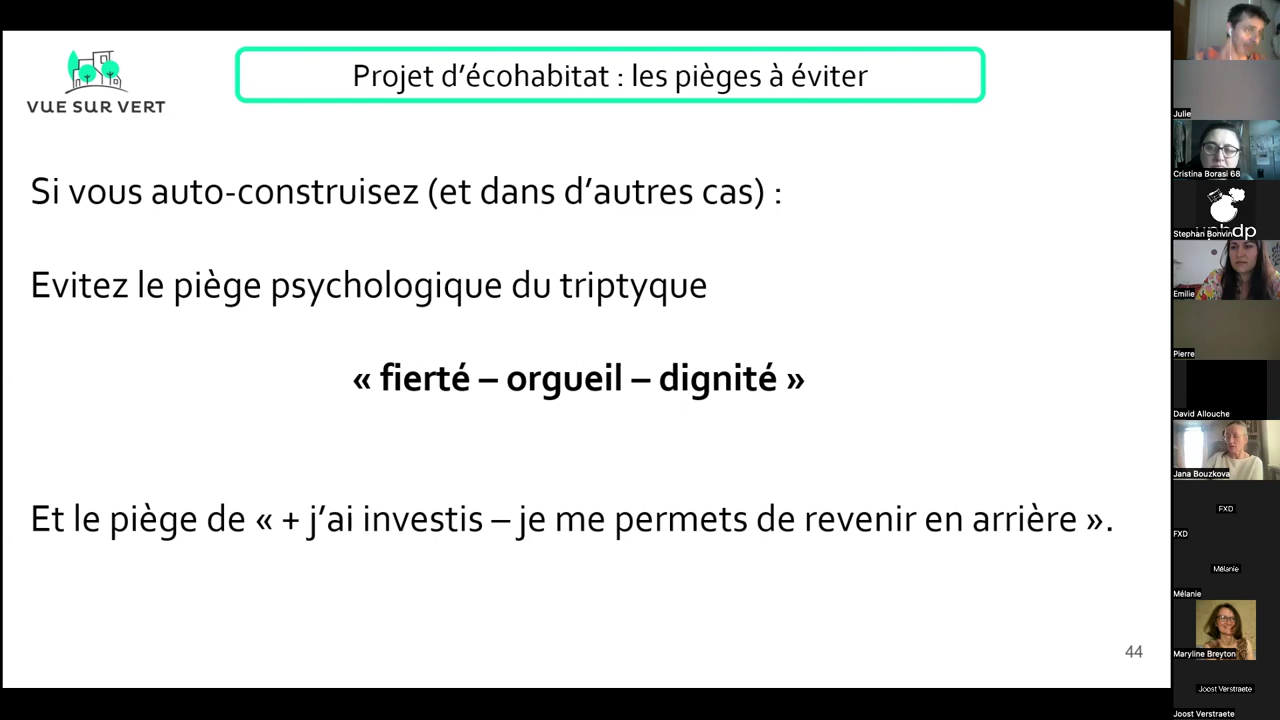 VUE SUR VERT
Projet d’écohabitat : les pièges à éviter
Si vous auto-construisez (et dans d’autres cas) :
Evitez le piège psychologique du triptyque
« fierté – orgueil – dignité »
Et le piège de « + j’ai investis – je me permets de revenir en arrière ».
44
Julie
Cristina Borasi 68
Stephan Bonvin
Emilie
Pierre
David Allouche
Jana Bouzkova
FXD
FXD
Mélanie
Mélanie
Maryline Breyton
Joost Verstraete
Joost Verstraete